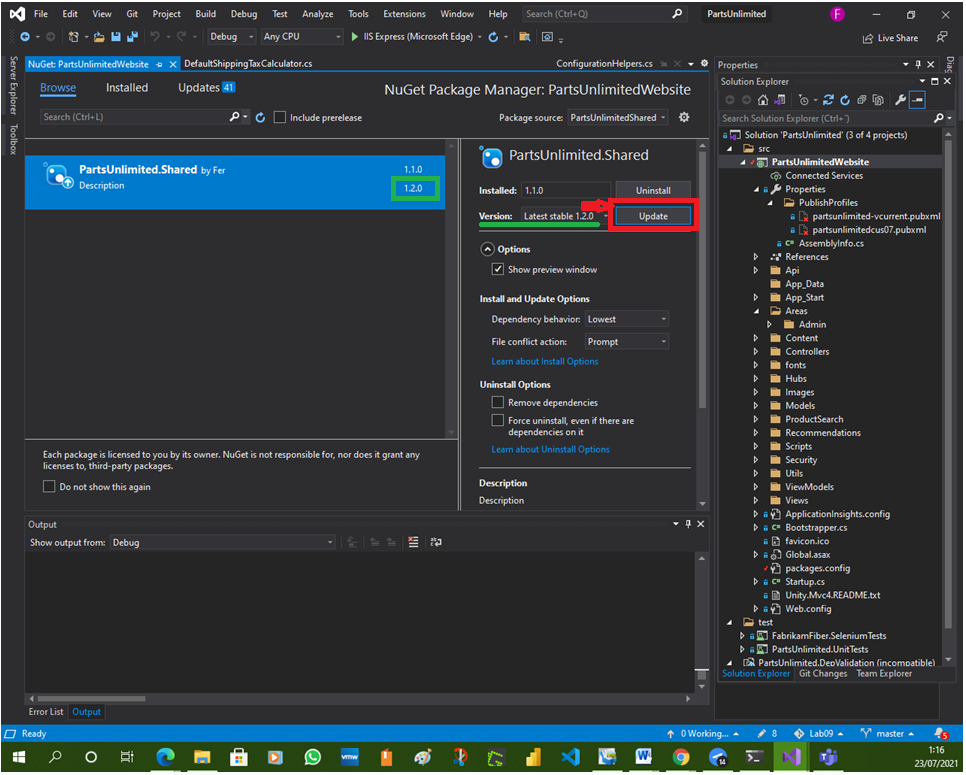 File Edit View Git Project Build Debug Test Analyze Tools Extensions Window Help Search (Ctrl+Q) PartsUnlimited F
Debug Any CPU IIS Express (Microsoft Edge) Live Share
Server Explorer
Toolbox
NuGet: PartsUnlimitedWebsite DefaultShippingTaxCalculator.cs ConfigurationHelpers.cs
Browse Installed Updates 41 NuGet Package Manager: PartsUnlimitedWebsite
Search (Ctrl+L) Include prerelease Package source: PartsUnlimitedShared
PartsUnlimited.Shared by Fer 1.1.0
Description 1.2.0
Each package is licensed to you by its owner. NuGet is not responsible for, nor does it grant any
licenses to, third-party packages.
Do not show this again
PartsUnlimited.Shared
Installed: 1.1.0 Uninstall
Version: Latest stable 1.2.0 Update
Options
Show preview window
Install and Update Options
Dependency behavior: Lowest
File conflict action: Prompt
Learn about Install Options
Uninstall Options
Remove dependencies
Force uninstall, even if there are
dependencies on it
Learn about Uninstall Options
Description
Description
Output
Show output from: Debug
Error List Output
Properties
Diag
Solution Explorer
Search Solution Explorer (Ctrl+¨)
Solution 'PartsUnlimited' (3 of 4 projects)
src
PartsUnlimitedWebsite
Connected Services
Properties
PublishProfiles
partsunlimited-vcurrent.pubxml
partsunlimitedcus07.pubxml
AssemblyInfo.cs
References
Api
App_Data
App_Start
Areas
Admin
Content
Controllers
fonts
Hubs
Images
Models
ProductSearch
Recommendations
Scripts
Security
Utils
ViewModels
Views
ApplicationInsights.config
Bootstrapper.cs
favicon.ico
Global.asax
packages.config
Startup.cs
Unity.Mvc4.README.txt
Web.config
test
FabrikamFiber.SeleniumTests
PartsUnlimited.UnitTests
PartsUnlimited.DepValidation (incompatible)
Solution Explorer Git Changes Team Explorer
Ready 0 Working... 8 Lab09 master 5
vmw 14
1:16
23/07/2021